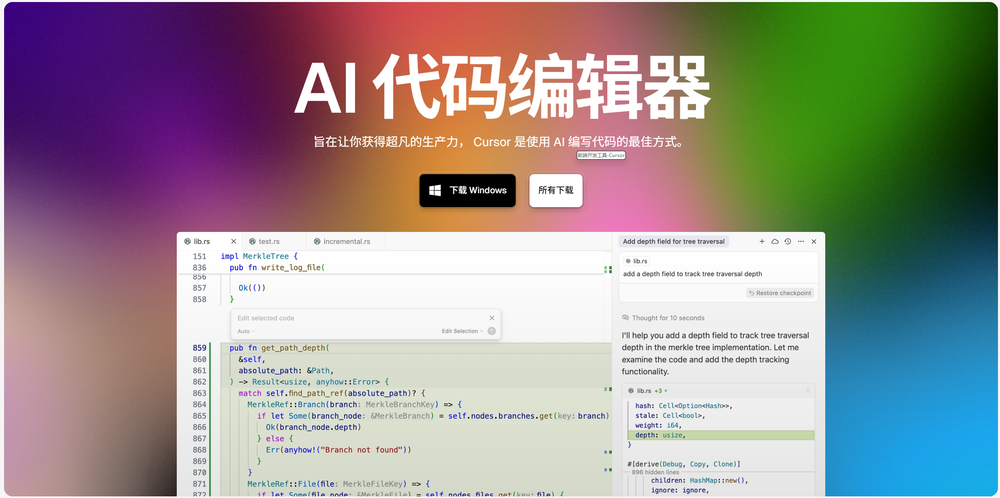 AI 代码编辑器
旨在让你获得超凡的生产力， Cursor 是使用 AI 编写代码的最佳方式。
前端开发工具-Cursor
下载 Windows
所有下载
lib.rs
test.rs
incremental.rs
151 impl MerkleTree {
836 pub fn write_log_file(
856
857 Ok(())
858 }
Edit selected code
Auto
Edit Selection
859 pub fn get_path_depth(
860 &self,
861 absolute_path: &Path,
862 ) -> Result<usize, anyhow::Error> {
863 match self.find_path_ref(absolute_path)? {
864 MerkleRef::Branch(branch: MerkleBranchKey) => {
865 if let Some(branch_node: &MerkleBranch) = self.nodes.branches.get(key: branch)
866 Ok(branch_node.depth)
867 } else {
868 Err(anyhow!("Branch not found"))
869 }
870 }
871 MerkleRef::File(file: MerkleFileKey) => {
872 if let Some(file_node: &MerkleFile) = self.nodes.files.get(key: file) {
Add depth field for tree traversal
lib.rs
add a depth field to track tree traversal depth
Restore checkpoint
Thought for 10 seconds
I'll help you add a depth field to track tree traversal
depth in the merkle tree implementation. Let me
examine the code and add the depth tracking
functionality.
lib.rs +3
hash: Cell<Option<Hash>>,
stale: Cell<bool>,
weight: i64,
depth: usize,
}
#[derive(Debug, Copy, Clone)]
896 hidden lines
children: HashMap::new(),
ignore: ignore,